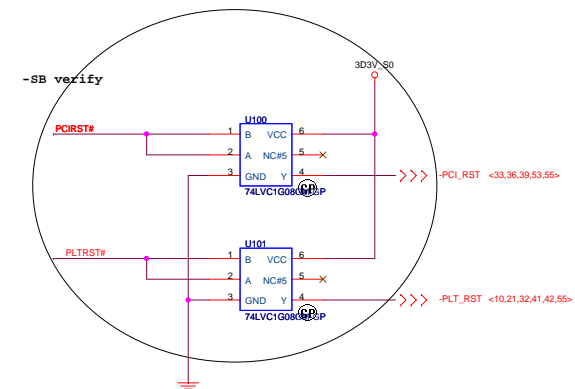 3D3V_S0
-SB verify
U100
PCIRST#
1 B VCC 6
2 A NC#5 5
3 GND Y 4
-PCI_RST <33,36,39,53,55>
GP
U101
PLTRST#
1 B VCC 6
2 A NC#5 5
3 GND Y 4
-PLT_RST <10,21,32,41,42,55>
GP